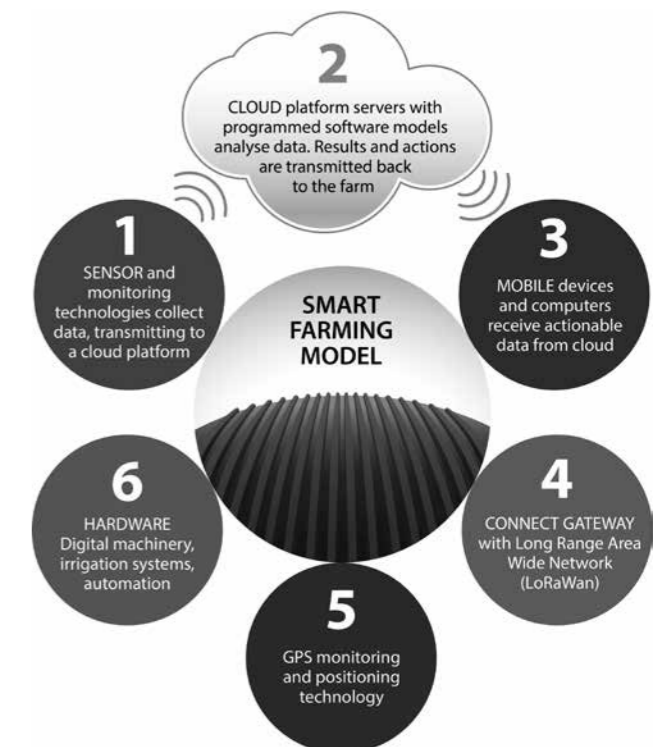 2
CLOUD platform servers with
programmed software models
analyse data. Results and actions
are transmitted back
to the farm
1
SENSOR and
monitoring
technologies collect
data, transmitting to
a cloud platform
3
MOBILE devices
and computers
receive actionable
data from cloud
SMART
FARMING
MODEL
6
HARDWARE
Digital machinery,
irrigation systems,
automation
4
CONNECT GATEWAY
with Long Range Area
Wide Network
(LoRaWan)
5
GPS monitoring
and positioning
technology